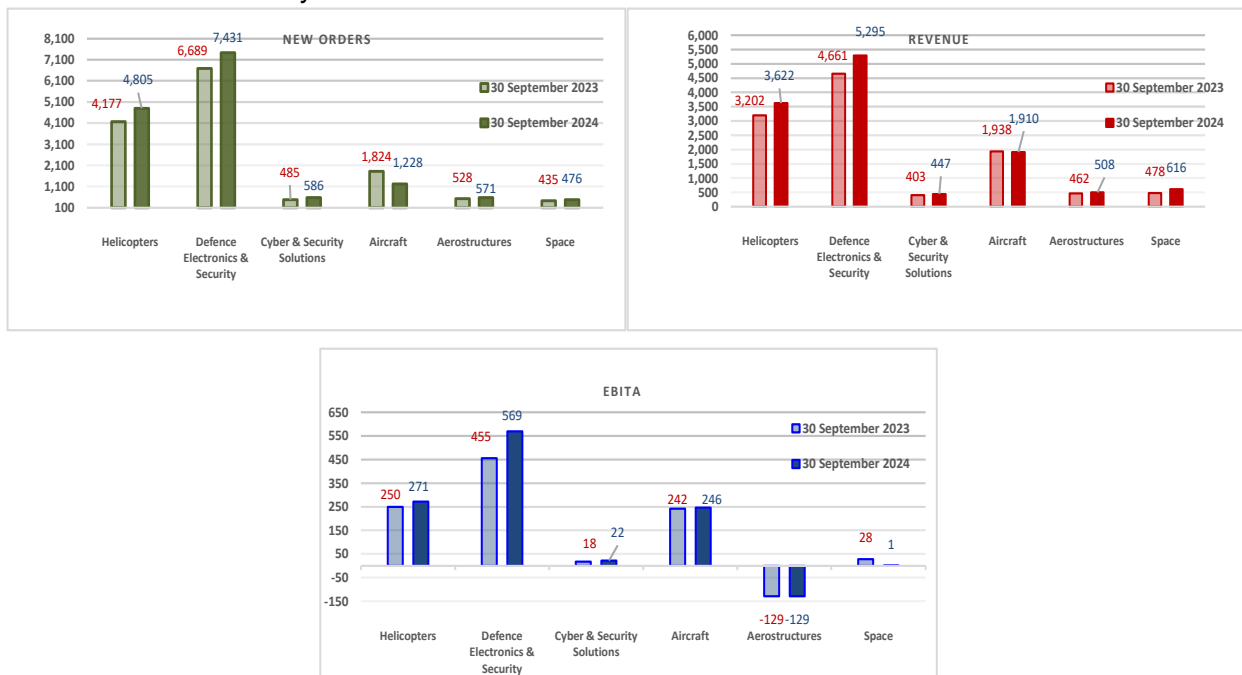 NEW ORDERS
8,100
7,100
6,100
5,100
4,100
3,100
2,100
1,100
100
4,177
4,805
6,689
7,431
485
586
1,824
1,228
528
571
435
476
30 September 2023
30 September 2024
Helicopters
Defence
Electronics &
Security
Cyber & Security
Solutions
Aircraft
Aerostructures
Space
REVENUE
6,000
5,500
5,000
4,500
4,000
3,500
3,000
2,500
2,000
1,500
1,000
500
0
3,202
3,622
4,661
5,295
403
447
1,938
1,910
462
508
478
616
30 September 2023
30 September 2024
Helicopters
Defence
Electronics &
Security
Cyber &
Security
Solutions
Aircraft
Aerostructures
Space
EBITA
650
550
450
350
250
150
50
-50
-150
250
271
455
569
18
22
242
246
-129
-129
28
1
30 September 2023
30 September 2024
Helicopters
Defence
Electronics &
Security
Cyber & Security
Solutions
Aircraft
Aerostructures
Space